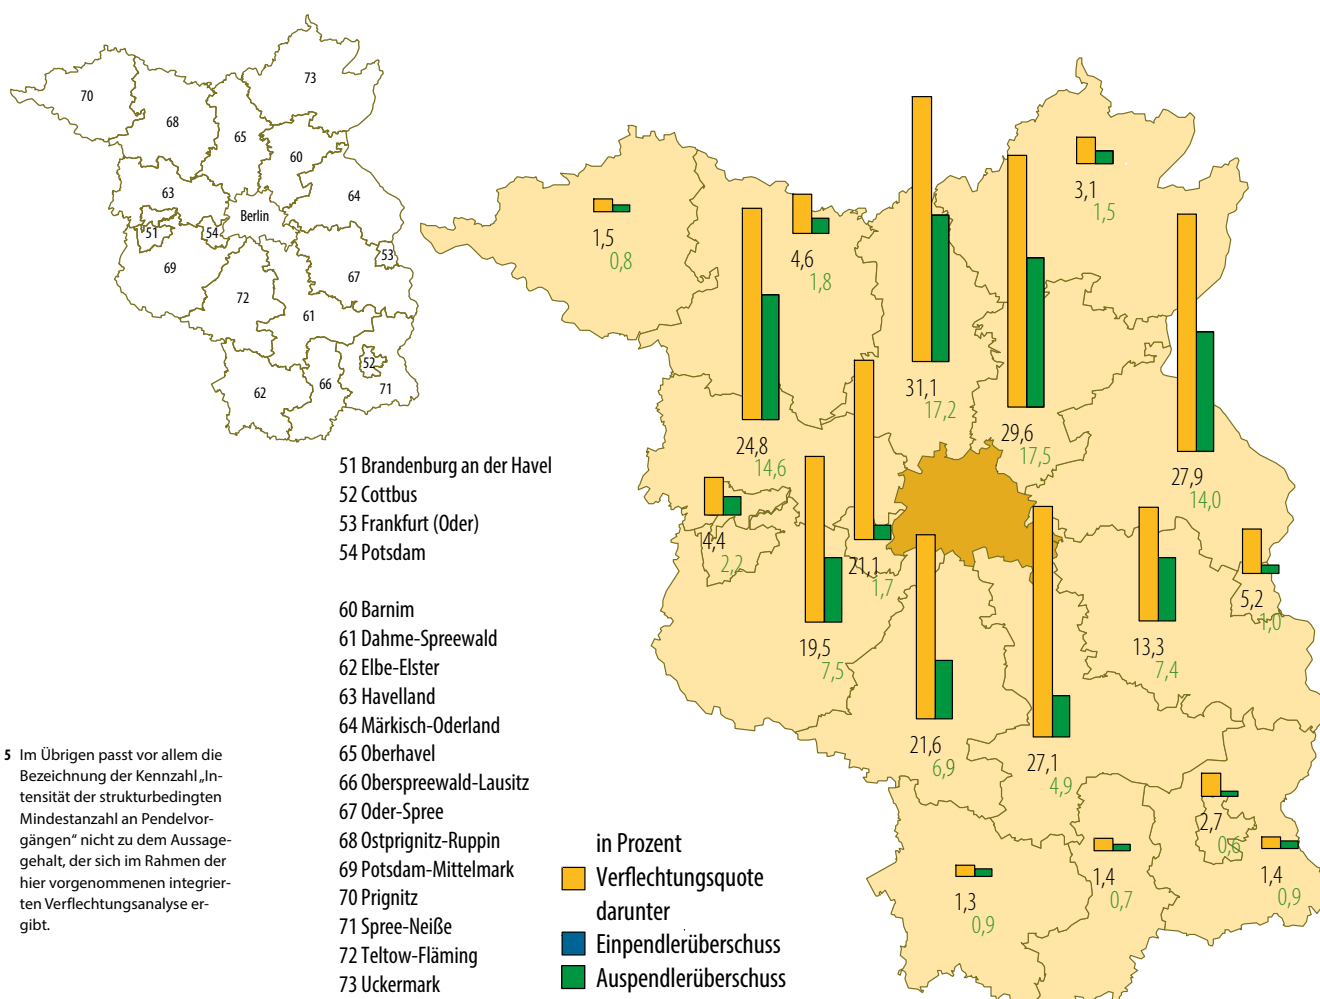 73
70
68
65
60
63
64
Berlin
51
54
53
69
67
72
61
52
66
62
71
3,1
1,5
1,5
0,8
4,6
1,8
31,1
17,2
29,6
17,5
24,8
14,6
27,9
14,0
4,4
2,2
21,1
1,7
19,5
7,5
13,3
7,4
5,2
1,0
21,6
6,9
27,1
4,9
2,7
0,6
1,4
0,7
1,4
0,9
1,3
0,9
51 Brandenburg an der Havel
52 Cottbus
53 Frankfurt (Oder)
54 Potsdam
60 Barnim
61 Dahme-Spreewald
62 Elbe-Elster
63 Havelland
64 Märkisch-Oderland
65 Oberhavel
66 Oberspreewald-Lausitz
67 Oder-Spree
68 Ostprignitz-Ruppin
69 Potsdam-Mittelmark
70 Prignitz
71 Spree-Neiße
72 Teltow-Fläming
73 Uckermark
in Prozent
Verflechtungsquote
darunter
Einpendlerüberschuss
Auspendlerüberschuss
5 Im Übrigen passt vor allem die
Bezeichnung der Kennzahl „In-
tensität der strukturbedingten
Mindestanzahl an Pendelvor-
gängen“ nicht zu dem Aussage-
gehalt, der sich im Rahmen der
hier vorgenommenen integrier-
ten Verflechtungsanalyse er-
gibt.